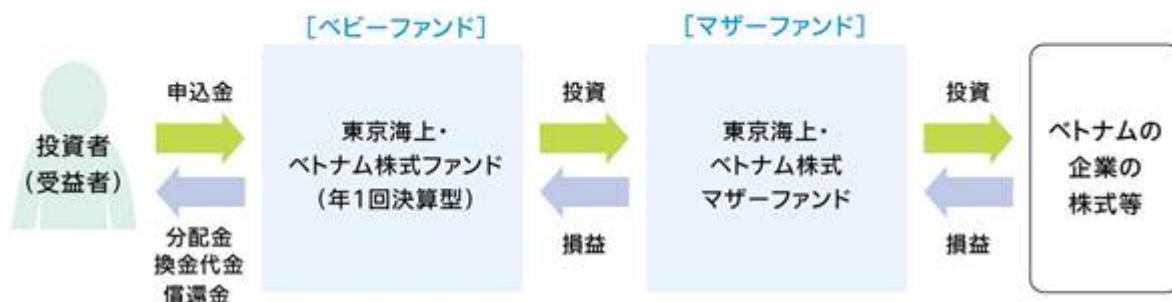 [ベビーファンド]
[マザーファンド]
投資者
(受益者)
申込金
分配金
換金代金
償還金
東京海上・
ベトナム株式ファンド
(年1回決算型)
投資
損益
東京海上・
ベトナム株式
マザーファンド
投資
損益
ベトナムの
企業の
株式等